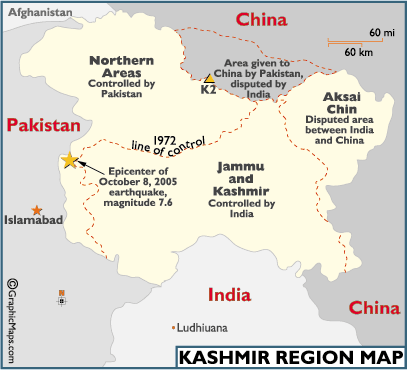 Afghanistan
China
60 mi
60 km
Northern
Areas
Controlled by
Pakistan
Area given to
China by Pakistan,
disputed by
India
K2
Aksai
Chin
Disputed area
between India
and China
Pakistan
1972
line of control
Epicenter of
October 8, 2005
earthquake,
magnitude 7.6
Jammu
and
Kashmir
Controlled by
India
Islamabad
India
China
Ludhiuana
©GraphicMaps.com
KASHMIR REGION MAP